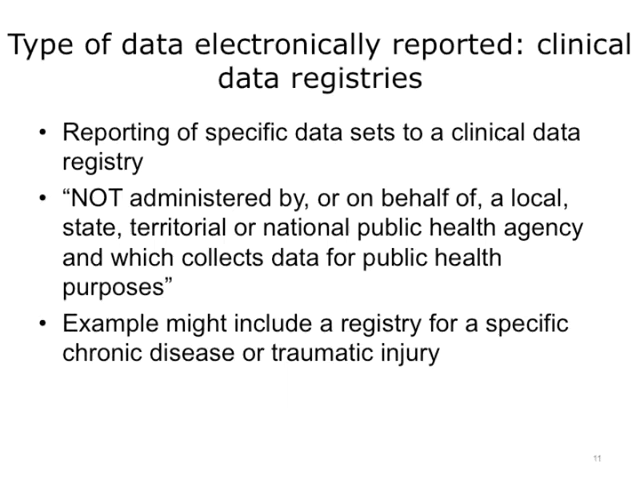 Type of data electronically reported: clinical
data registries
• Reporting of specific data sets to a clinical data
registry
• “NOT administered by, or on behalf of, a local,
state, territorial or national public health agency
and which collects data for public health
purposes”
• Example might include a registry for a specific
chronic disease or traumatic injury
11